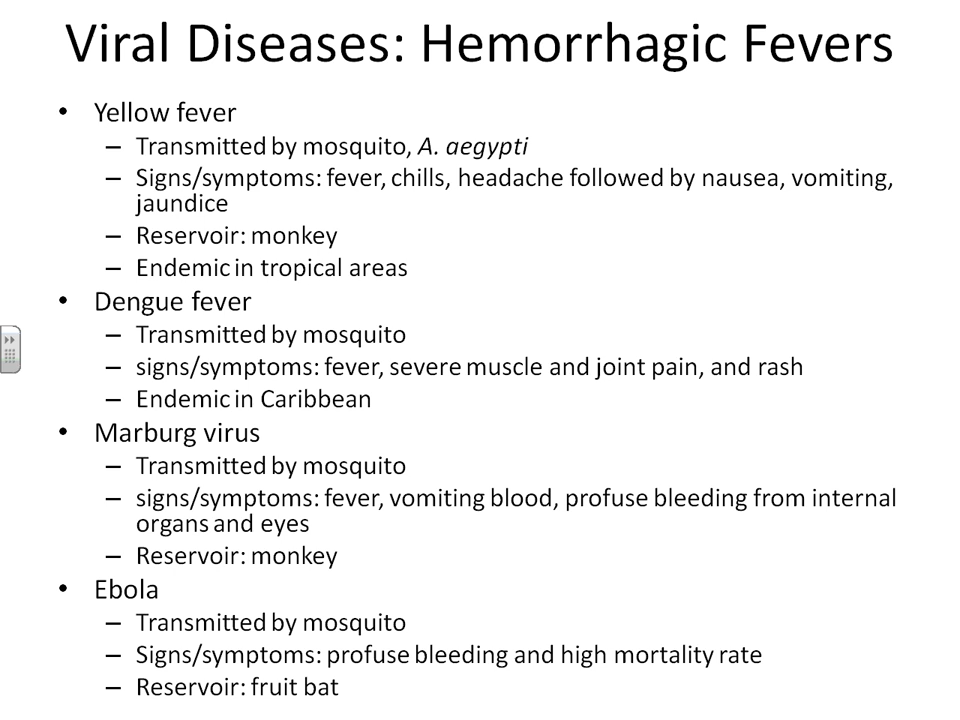 Viral Diseases: Hemorrhagic Fevers
• Yellow fever
– Transmitted by mosquito, A. aegypti
– Signs/symptoms: fever, chills, headache followed by nausea, vomiting,
jaundice
– Reservoir: monkey
– Endemic in tropical areas
• Dengue fever
– Transmitted by mosquito
– signs/symptoms: fever, severe muscle and joint pain, and rash
– Endemic in Caribbean
• Marburg virus
– Transmitted by mosquito
– signs/symptoms: fever, vomiting blood, profuse bleeding from internal
organs and eyes
– Reservoir: monkey
• Ebola
– Transmitted by mosquito
– Signs/symptoms: profuse bleeding and high mortality rate
– Reservoir: fruit bat